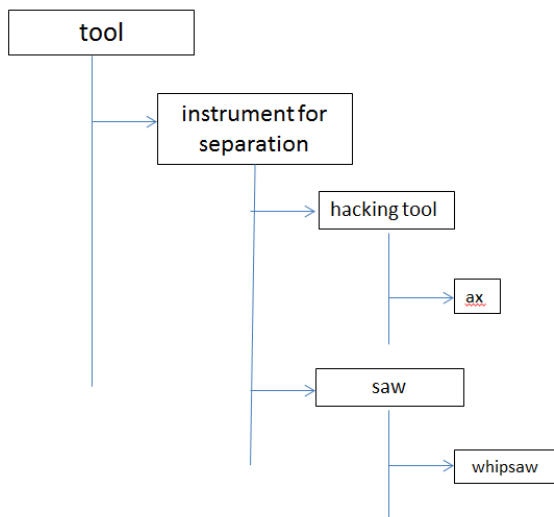 tool
instrument for
separation
hacking tool
ax
saw
whipsaw